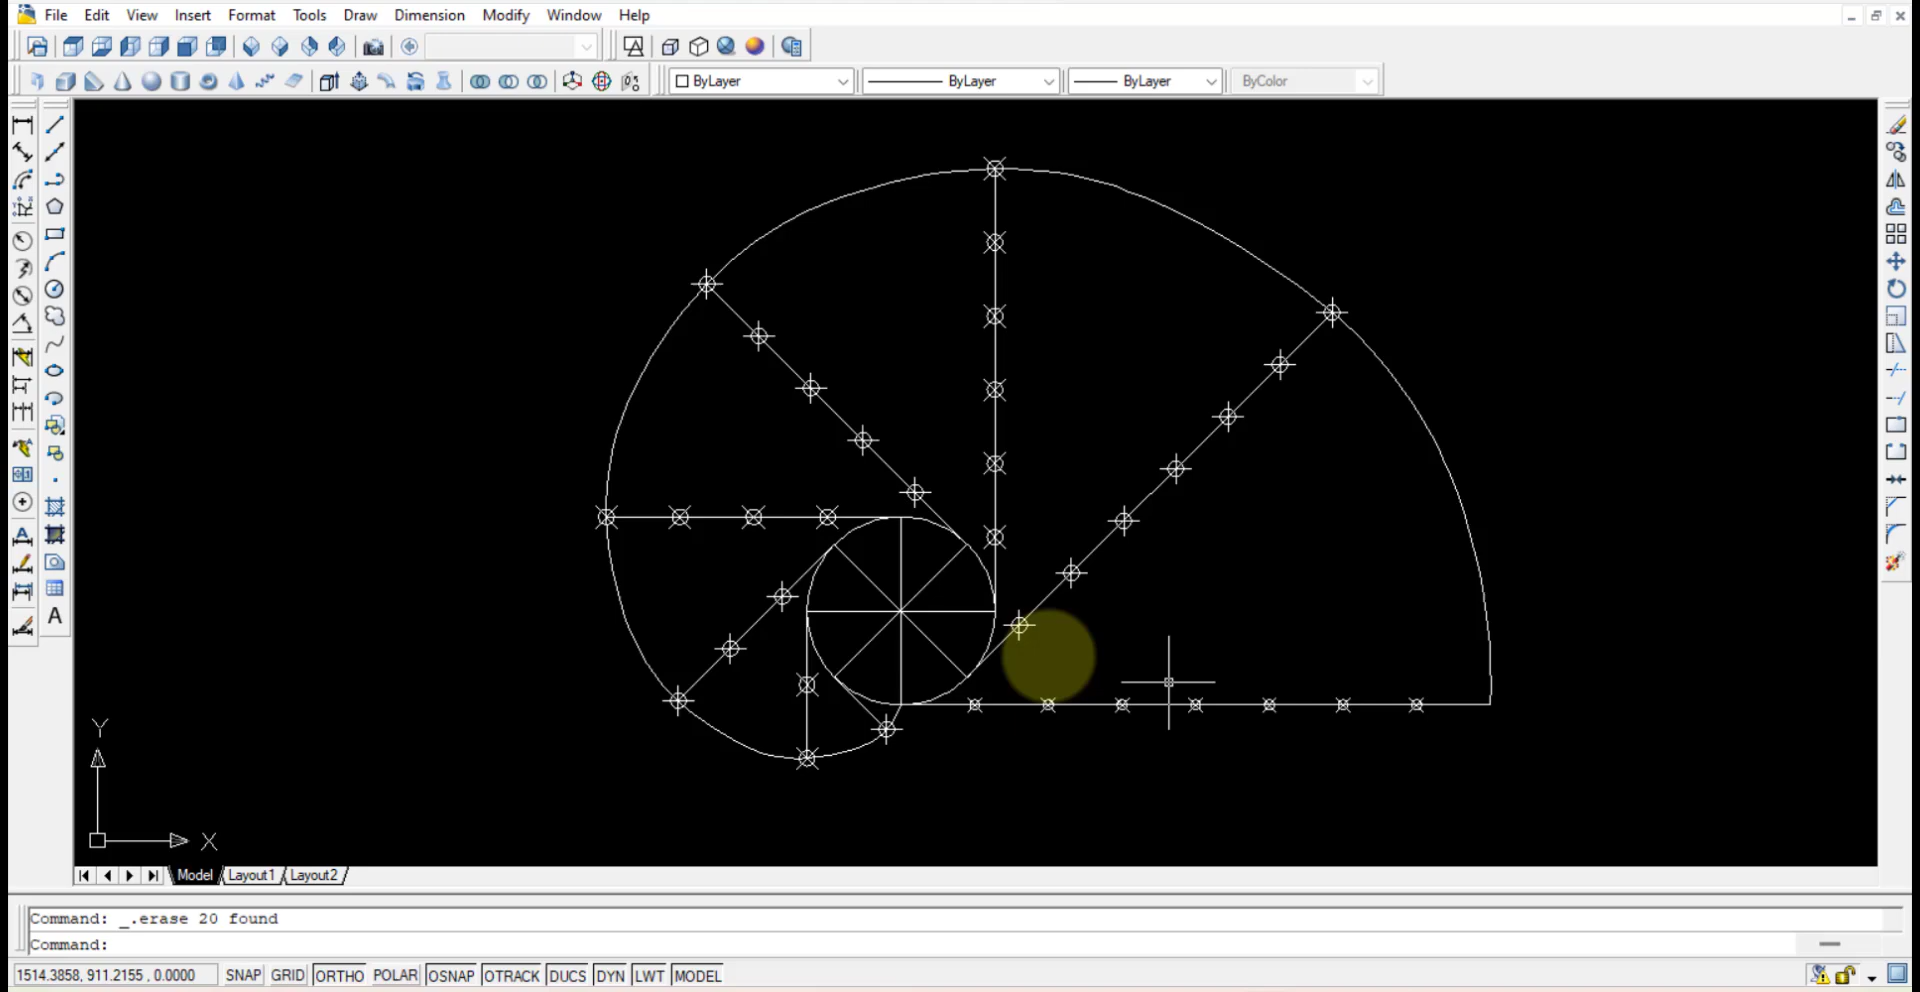 File Edit View Insert Format Tools Draw Dimension Modify Window Help
ByLayer ByLayer ByLayer ByColor
A
Y
X
Model Layout1 Layout2
Command: _.erase 20 found
Command:
1514.3858, 911.2155 , 0.0000 SNAP GRID ORTHO POLAR OSNAP OTRACK DUCS DYN LWT MODEL